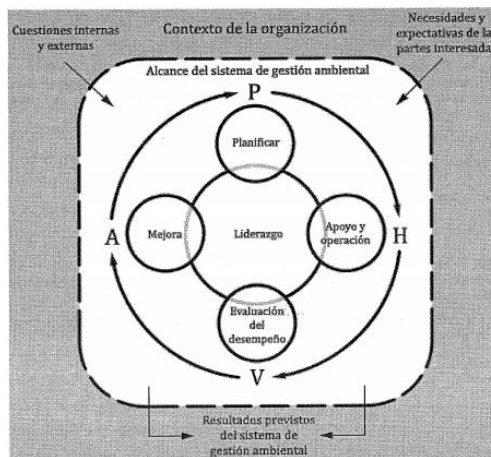 Cuestiones internas
y externas
Contexto de la organización
Necesidades y
expectativas de la
partes interesada
Alcance del sistema de gestión ambiental
P
Planificar
A
Mejora
Liderazgo
Apoyo y
operación
H
Evaluación
del
desempeño
V
Resultados previstos
del sistema de
gestión ambiental